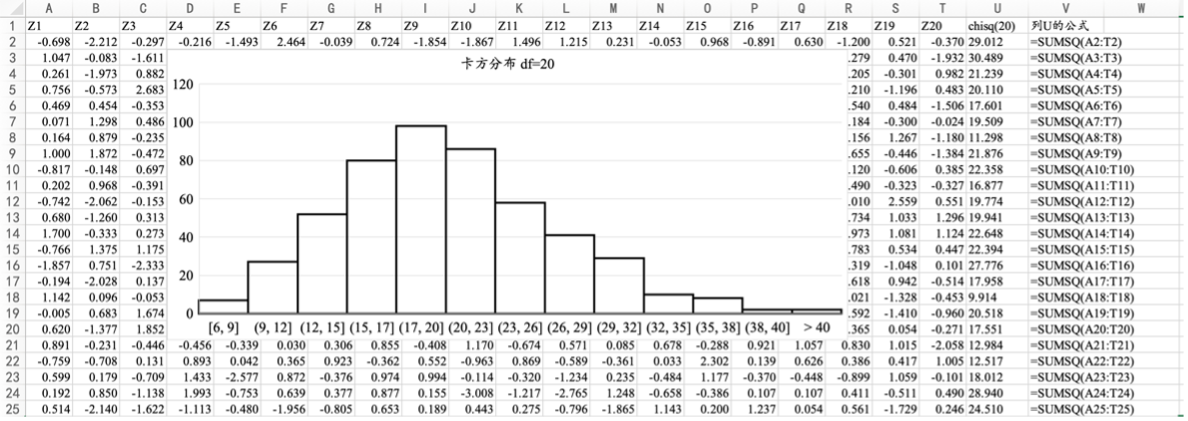 A B C D E F G H I J K L M N O P Q R S T U V W
1 Z1 Z2 Z3 Z4 Z5 Z6 Z7 Z8 Z9 Z10 Z11 Z12 Z13 Z14 Z15 Z16 Z17 Z18 Z19 Z20 chisq(20) 列U的公式
2 -0.698 -2.212 -0.297 -0.216 -1.493 2.464 -0.039 0.724 -1.854 -1.867 1.496 1.215 0.231 -0.053 0.968 -0.891 0.630 -1.200 0.521 -0.370 29.012 =SUMSQ(A2:T2)
3 1.047 -0.083 -1.611 卡方分布 df=20 .279 0.470 -1.932 30.489 =SUMSQ(A3:T3)
4 0.261 -1.973 0.882 .205 -0.301 0.982 21.239 =SUMSQ(A4:T4)
5 0.756 -0.573 2.683 120 .210 -1.196 0.483 20.110 =SUMSQ(A5:T5)
6 0.469 0.454 -0.353 .540 0.484 -1.506 17.601 =SUMSQ(A6:T6)
7 0.071 1.298 0.486 100 .184 -0.300 -0.024 19.509 =SUMSQ(A7:T7)
8 0.164 0.879 -0.235 .156 1.267 -1.180 11.298 =SUMSQ(A8:T8)
9 1.000 1.872 -0.472 80 .655 -0.446 -1.384 21.876 =SUMSQ(A9:T9)
10 -0.817 -0.148 0.697 .120 -0.606 0.385 22.358 =SUMSQ(A10:T10)
11 0.202 0.968 -0.391 .490 -0.323 -0.327 16.877 =SUMSQ(A11:T11)
12 -0.742 -2.062 -0.153 60 .010 2.559 0.551 19.774 =SUMSQ(A12:T12)
13 0.680 -1.260 0.313 .734 1.033 1.296 19.941 =SUMSQ(A13:T13)
14 1.700 -0.333 0.273 40 .973 1.081 1.124 22.648 =SUMSQ(A14:T14)
15 -0.766 1.375 1.175 .783 0.534 0.447 22.394 =SUMSQ(A15:T15)
16 -1.857 0.751 -2.333 20 .319 -1.048 0.101 27.776 =SUMSQ(A16:T16)
17 -0.194 -2.028 0.137 .618 0.942 -0.514 17.958 =SUMSQ(A17:T17)
18 1.142 0.096 -0.053 .021 -1.328 -0.453 9.914 =SUMSQ(A18:T18)
19 -0.005 0.683 1.674 0 .592 -1.410 -0.960 20.518 =SUMSQ(A19:T19)
20 0.620 -1.377 1.852 [6, 9] (9, 12] (12, 15] (15, 17] (17, 20] (20, 23] (23, 26] (26, 29] (29, 32] (32, 35] (35, 38] (38, 40] > 40 .365 0.054 -0.271 17.551 =SUMSQ(A20:T20)
21 0.891 -0.231 -0.446 -0.456 -0.339 0.030 0.306 0.855 -0.408 1.170 -0.674 0.571 0.085 0.678 -0.288 0.921 1.057 0.830 1.015 -2.058 12.984 =SUMSQ(A21:T21)
22 -0.759 -0.708 0.131 0.893 0.042 0.365 0.923 -0.362 0.552 -0.963 0.869 -0.589 -0.361 0.033 2.302 0.139 0.626 0.386 0.417 1.005 12.517 =SUMSQ(A22:T22)
23 0.599 0.179 -0.709 1.433 -2.577 0.872 -0.376 0.974 0.994 -0.114 -0.320 -1.234 0.235 -0.484 1.177 -0.370 -0.448 -0.899 1.059 -0.101 18.012 =SUMSQ(A23:T23)
24 0.192 0.850 -1.138 1.993 -0.753 0.639 0.377 0.877 0.155 -3.008 -1.217 -2.765 1.248 -0.658 -0.386 0.107 0.107 0.411 -0.511 0.490 28.940 =SUMSQ(A24:T24)
25 0.514 -2.140 -1.622 -1.113 -0.480 -1.956 -0.805 0.653 0.189 0.443 0.275 -0.796 -1.865 1.143 0.200 1.237 0.054 0.561 -1.729 0.246 24.510 =SUMSQ(A25:T25)